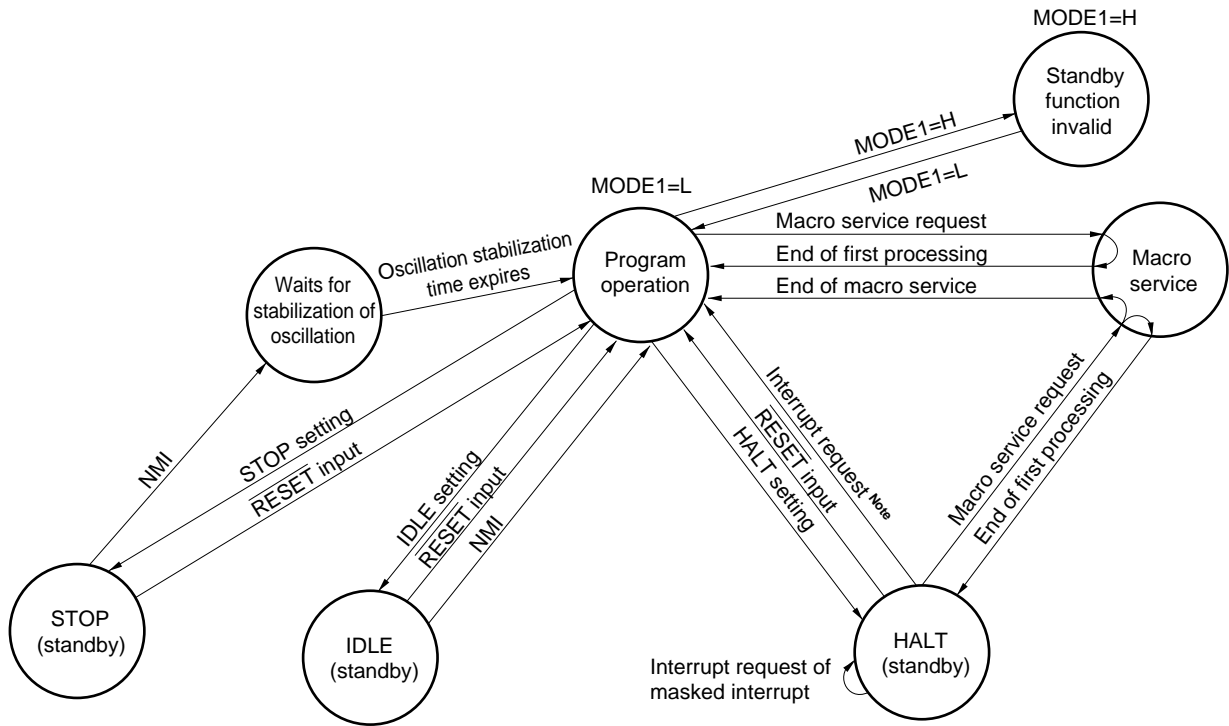 MODE1=H
Standby
function
invalid
MODE1=H
MODE1=L
MODE1=L
Program
operation
Macro service request
End of first processing
End of macro service
Macro
service
Oscillation stabilization
time expires
Waits for
stabilization of
oscillation
NMI
STOP setting
RESET input
IDLE setting
RESET input
NMI
HALT setting
RESET input
Interrupt request Note
Macro service request
End of first processing
STOP
(standby)
IDLE
(standby)
HALT
(standby)
Interrupt request of
masked interrupt